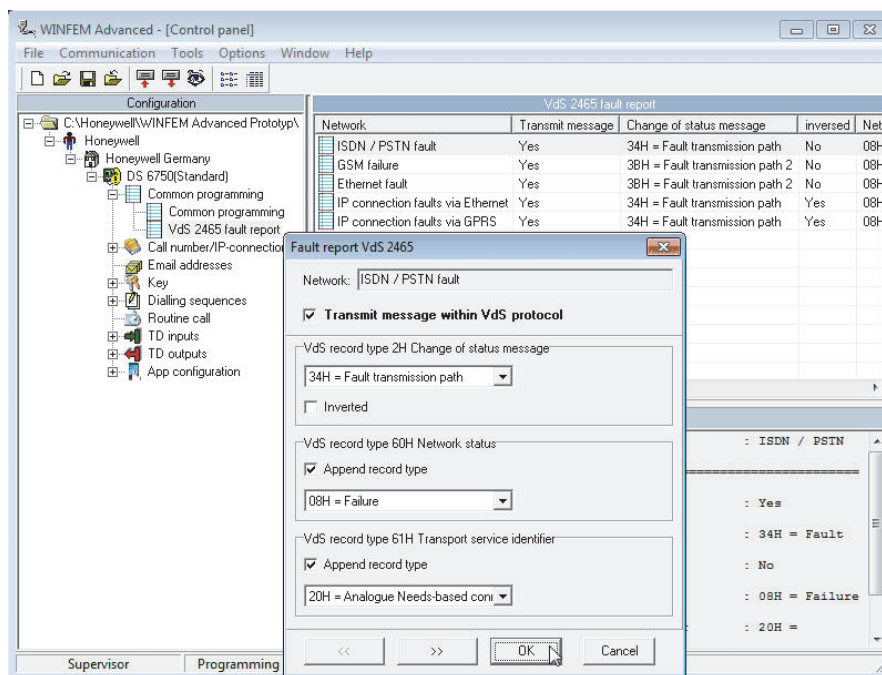 WINFEM Advanced - [Control panel]
File Communication Tools Options Window Help
Configuration
C:\Honeywell\WINFEM Advanced Prototyp\
Honeywell
Honeywell Germany
DS 6750(Standard)
Common programming
Common programming
VdS 2465 fault report
Call number/IP-connection
Email addresses
Key
Dialling sequences
Routine call
TD inputs
TD outputs
App configuration
VdS 2465 fault report
Network Transmit message Change of status message inversed Net
ISDN / PSTN fault Yes 34H = Fault transmission path No 08H
GSM failure Yes 3BH = Fault transmission path 2 No 08H
Ethernet fault Yes 3BH = Fault transmission path 2 No 08H
IP connection faults via Ethernet Yes 34H = Fault transmission path Yes 08H
IP connection faults via GPRS Yes 34H = Fault transmission path Yes 08H
Fault report VdS 2465
Network: ISDN / PSTN fault
Transmit message within VdS protocol
VdS record type 2H Change of status message
34H = Fault transmission path
Inverted
VdS record type 60H Network status
Append record type
08H = Failure
VdS record type 61H Transport service identifier
Append record type
20H = Analogue Needs-based conn
<< >> OK Cancel
: ISDN / PSTN
: Yes
: 34H = Fault
: No
: 08H = Failure
: 20H =
Supervisor Programming